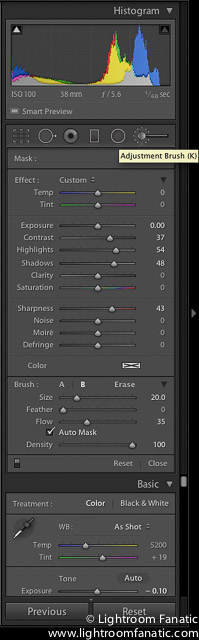 Histogram
ISO 100 38 mm ƒ / 5.6 1/60 sec
Smart Preview
Mask :
Adjustment Brush (K)
Effect : Custom
Temp 0
Tint 0
Exposure 0.00
Contrast 37
Highlights 54
Shadows 48
Clarity 0
Saturation 0
Sharpness 43
Noise 0
Moiré 0
Defringe 0
Color
Brush : A B Erase
Size 20.0
Feather 0
Flow 35
Auto Mask
Density 100
Reset Close
Basic
Treatment : Color Black & White
WB : As Shot
Temp 5200
Tint + 19
Tone Auto
Exposure − 0.10
Previous Reset
© Lightroom Fanatic
www.lightroomfanatic.com